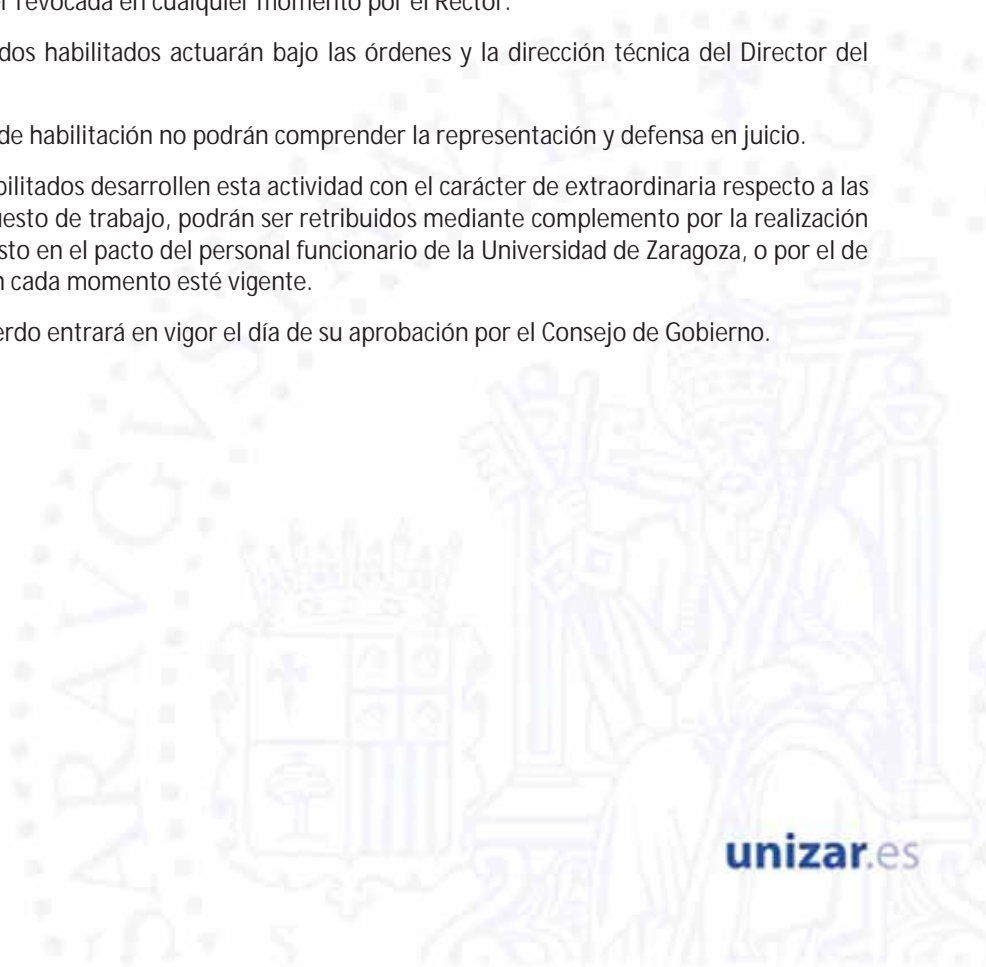 revocada en cualquier momento por el Rector.
dos habilitados actuarán bajo las órdenes y la dirección técnica del Director del
de habilitación no podrán comprender la representación y defensa en juicio.
bilitados desarrollen esta actividad con el carácter de extraordinaria respecto a las
uesto de trabajo, podrán ser retribuidos mediante complemento por la realización
sto en el pacto del personal funcionario de la Universidad de Zaragoza, o por el de
n cada momento esté vigente.
erdo entrará en vigor el día de su aprobación por el Consejo de Gobierno.
unizar.es